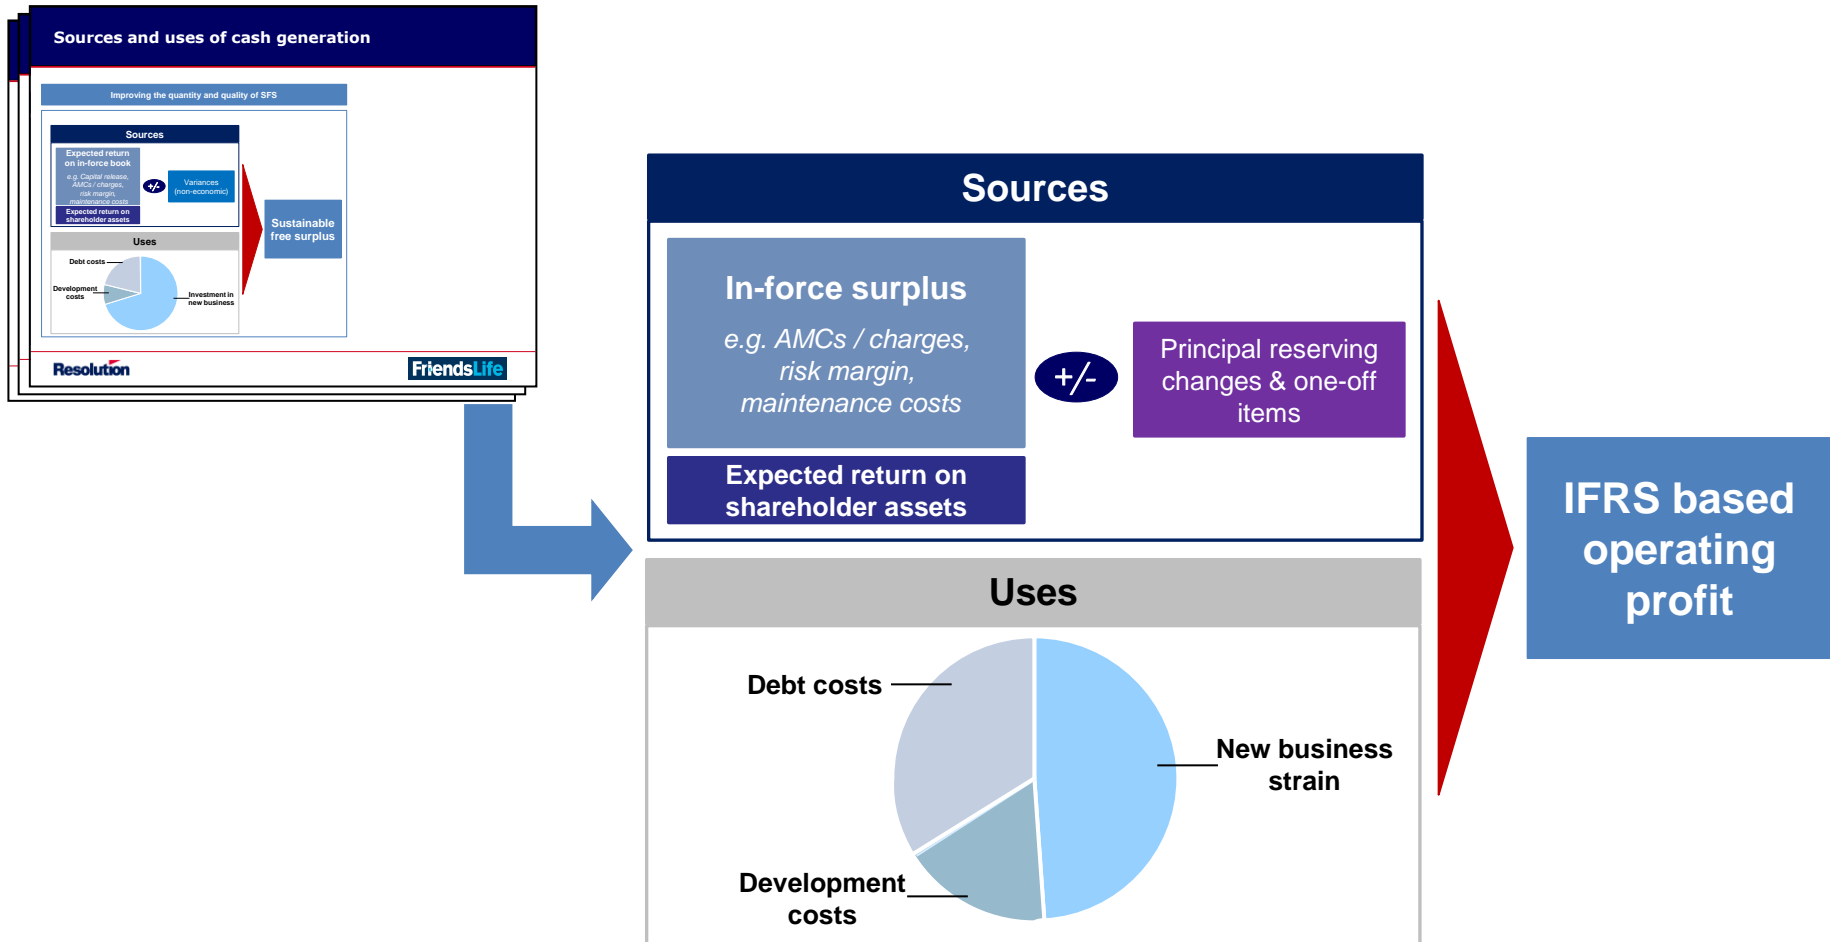 Sources and uses of cash generation
Improving the quantity and quality of SFS
Sources
Expected return
on in-force book
e.g. Capital release,
AMCs / charges,
risk margin,
maintenance costs
Expected return on
shareholder assets
+/-
Variances
(non-economic)
Sustainable
free surplus
Uses
Debt costs
Development
costs
Investment in
new business
Resolution
FriendsLife
Sources
In-force surplus
e.g. AMCs / charges,
risk margin,
maintenance costs
Expected return on
shareholder assets
+/-
Principal reserving
changes & one-off
items
IFRS based
operating
profit
Uses
Debt costs
New business
strain
Development
costs